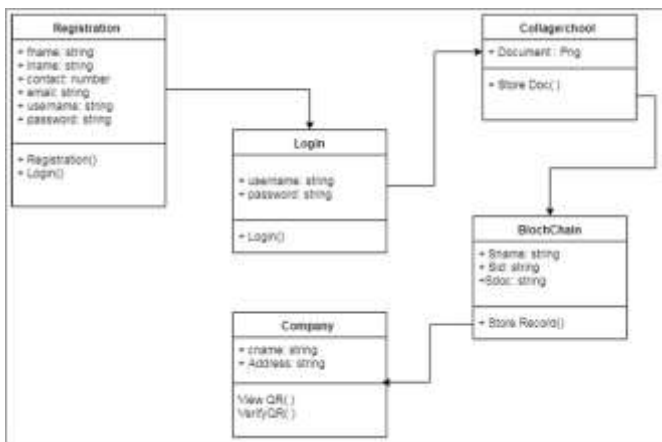 Registration
+ fname: string
+ lname: string
+ contact: number
+ email: string
+ username: string
+ password: string
+ Registration()
+ Login()
Login
+ username: string
+ password: string
+ Login()
Collagerchool
+ Document : Png
+ Store Doc( )
BlochChain
+ Sname: string
+ Sid: string
+Sdoc: string
+ Store Record()
Company
+ cname: string
+ Address: string
View QR( )
VerifyQR( )